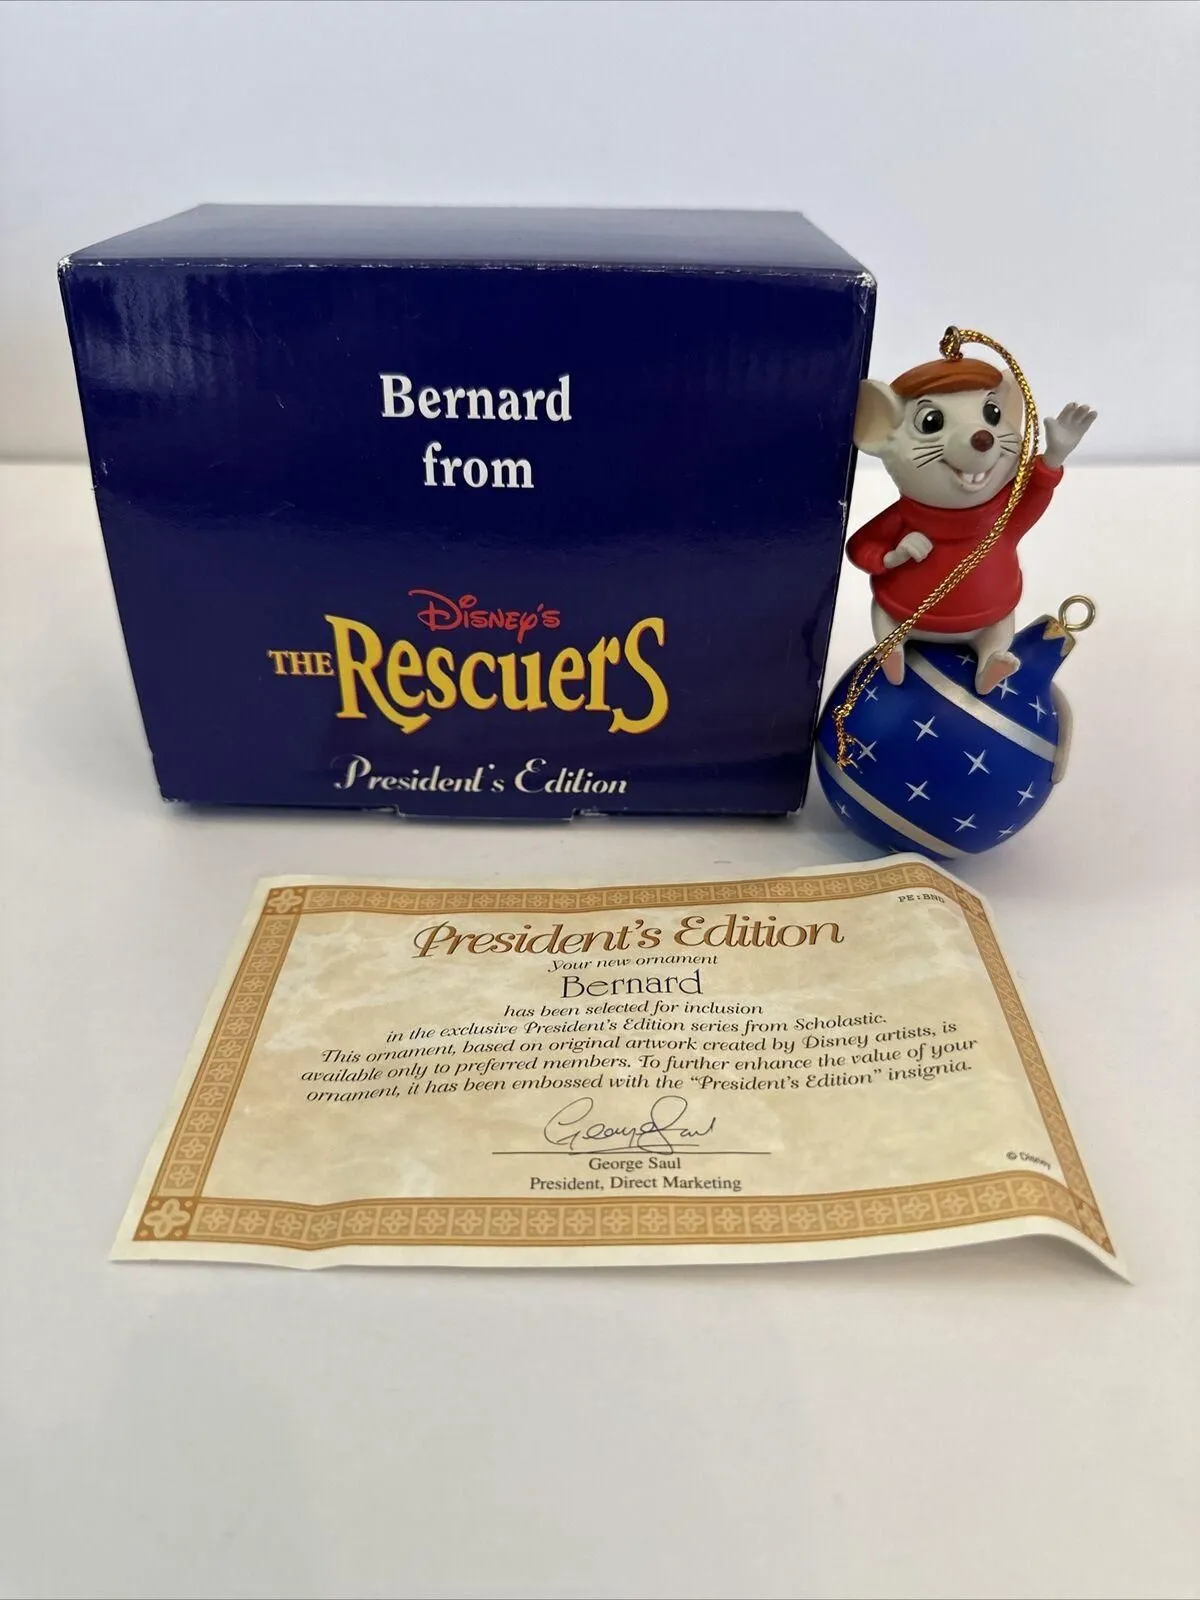 Bernard
from
Disney's
THE Rescuers
President's Edition
PE:BND
President's Edition
your new ornament
Bernard
has been selected for inclusion
in the exclusive President's Edition series from Scholastic.
This ornament, based on original artwork created by Disney artists, is
available only to preferred members. To further enhance the value of your
ornament, it has been embossed with the "President's Edition" insignia.
George Saul
George Saul
President, Direct Marketing
© Disney